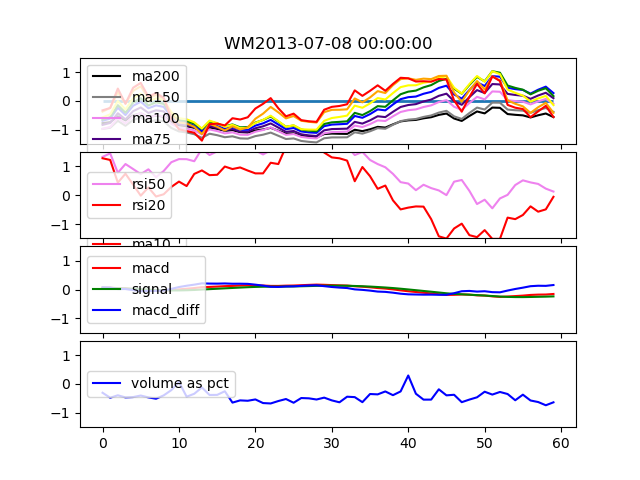 WM2013-07-08 00:00:00
1
0
−1
ma200
ma150
ma100
ma75
1
0
−1
rsi50
rsi20
ma10
1
0
−1
macd
signal
macd_diff
1
0
−1
volume as pct
0 10 20 30 40 50 60